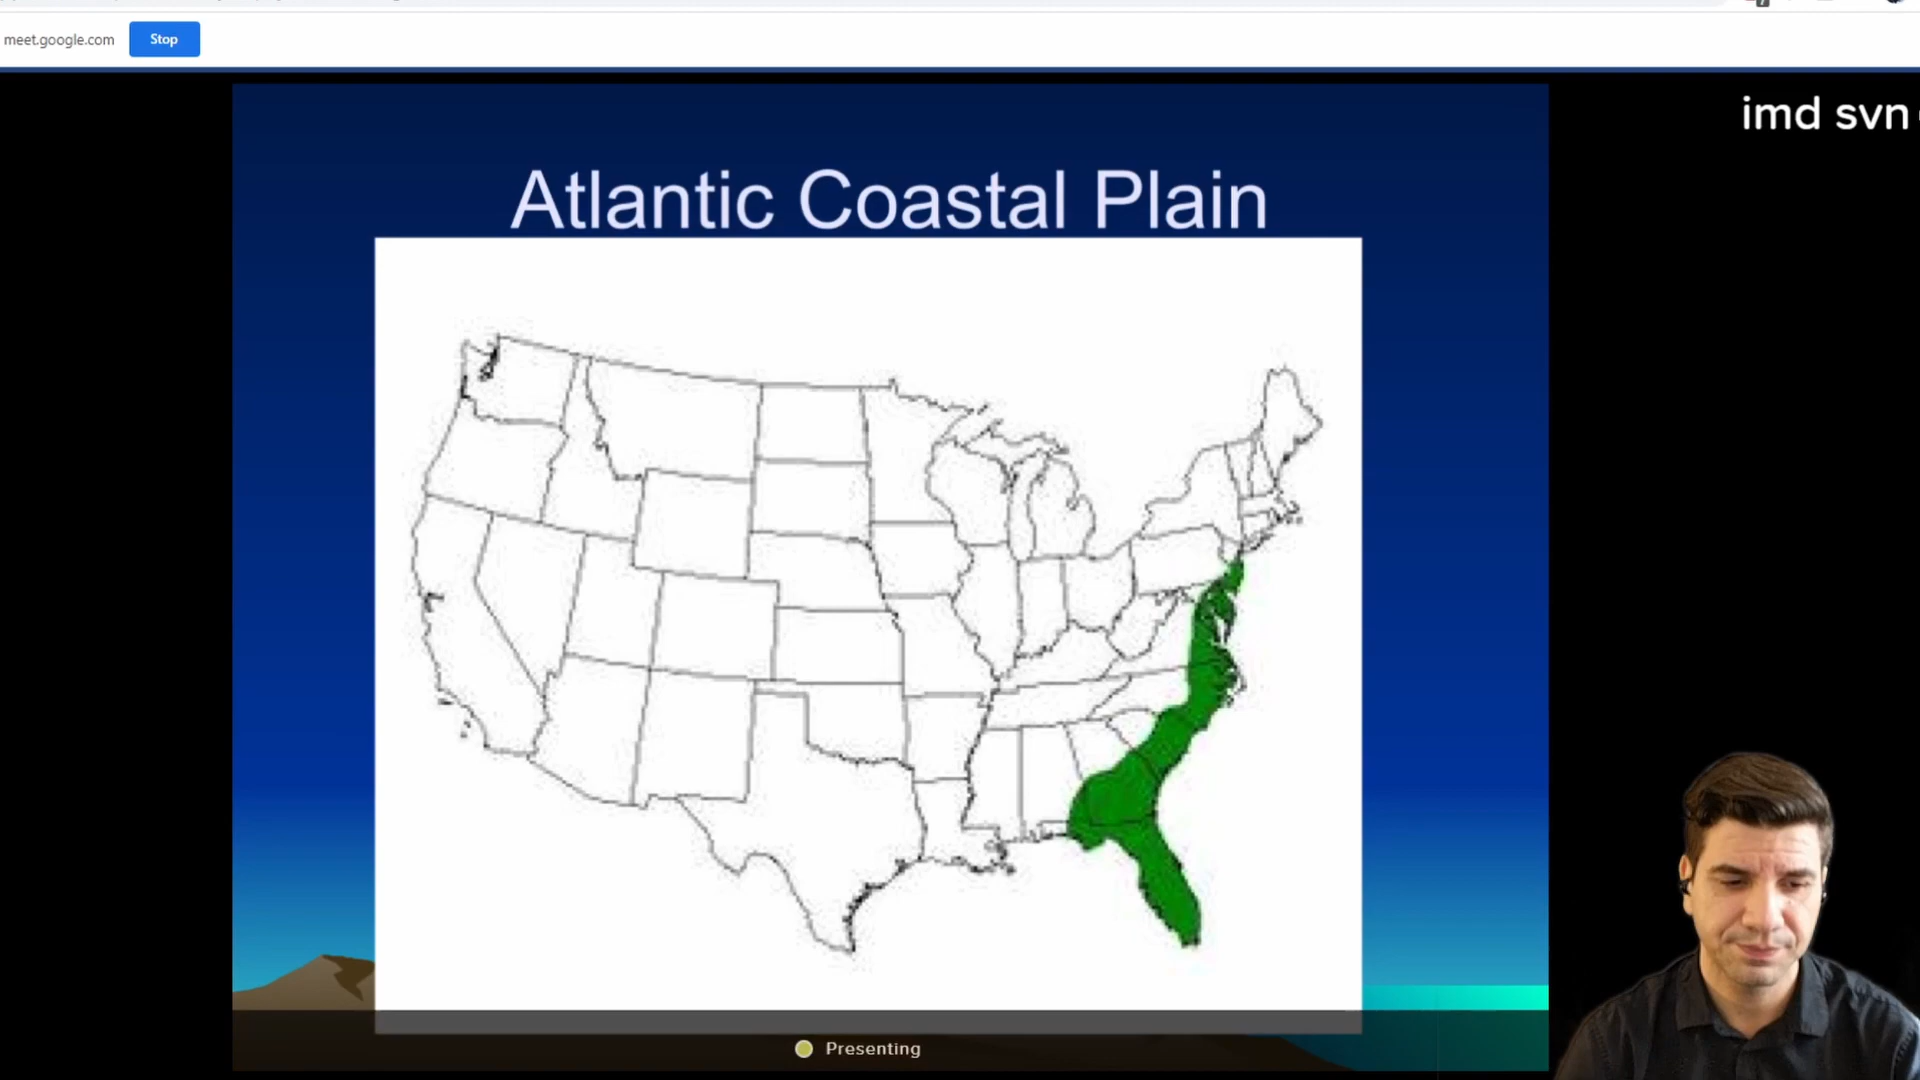 meet.google.com Stop
imd svn
Atlantic Coastal Plain
Presenting